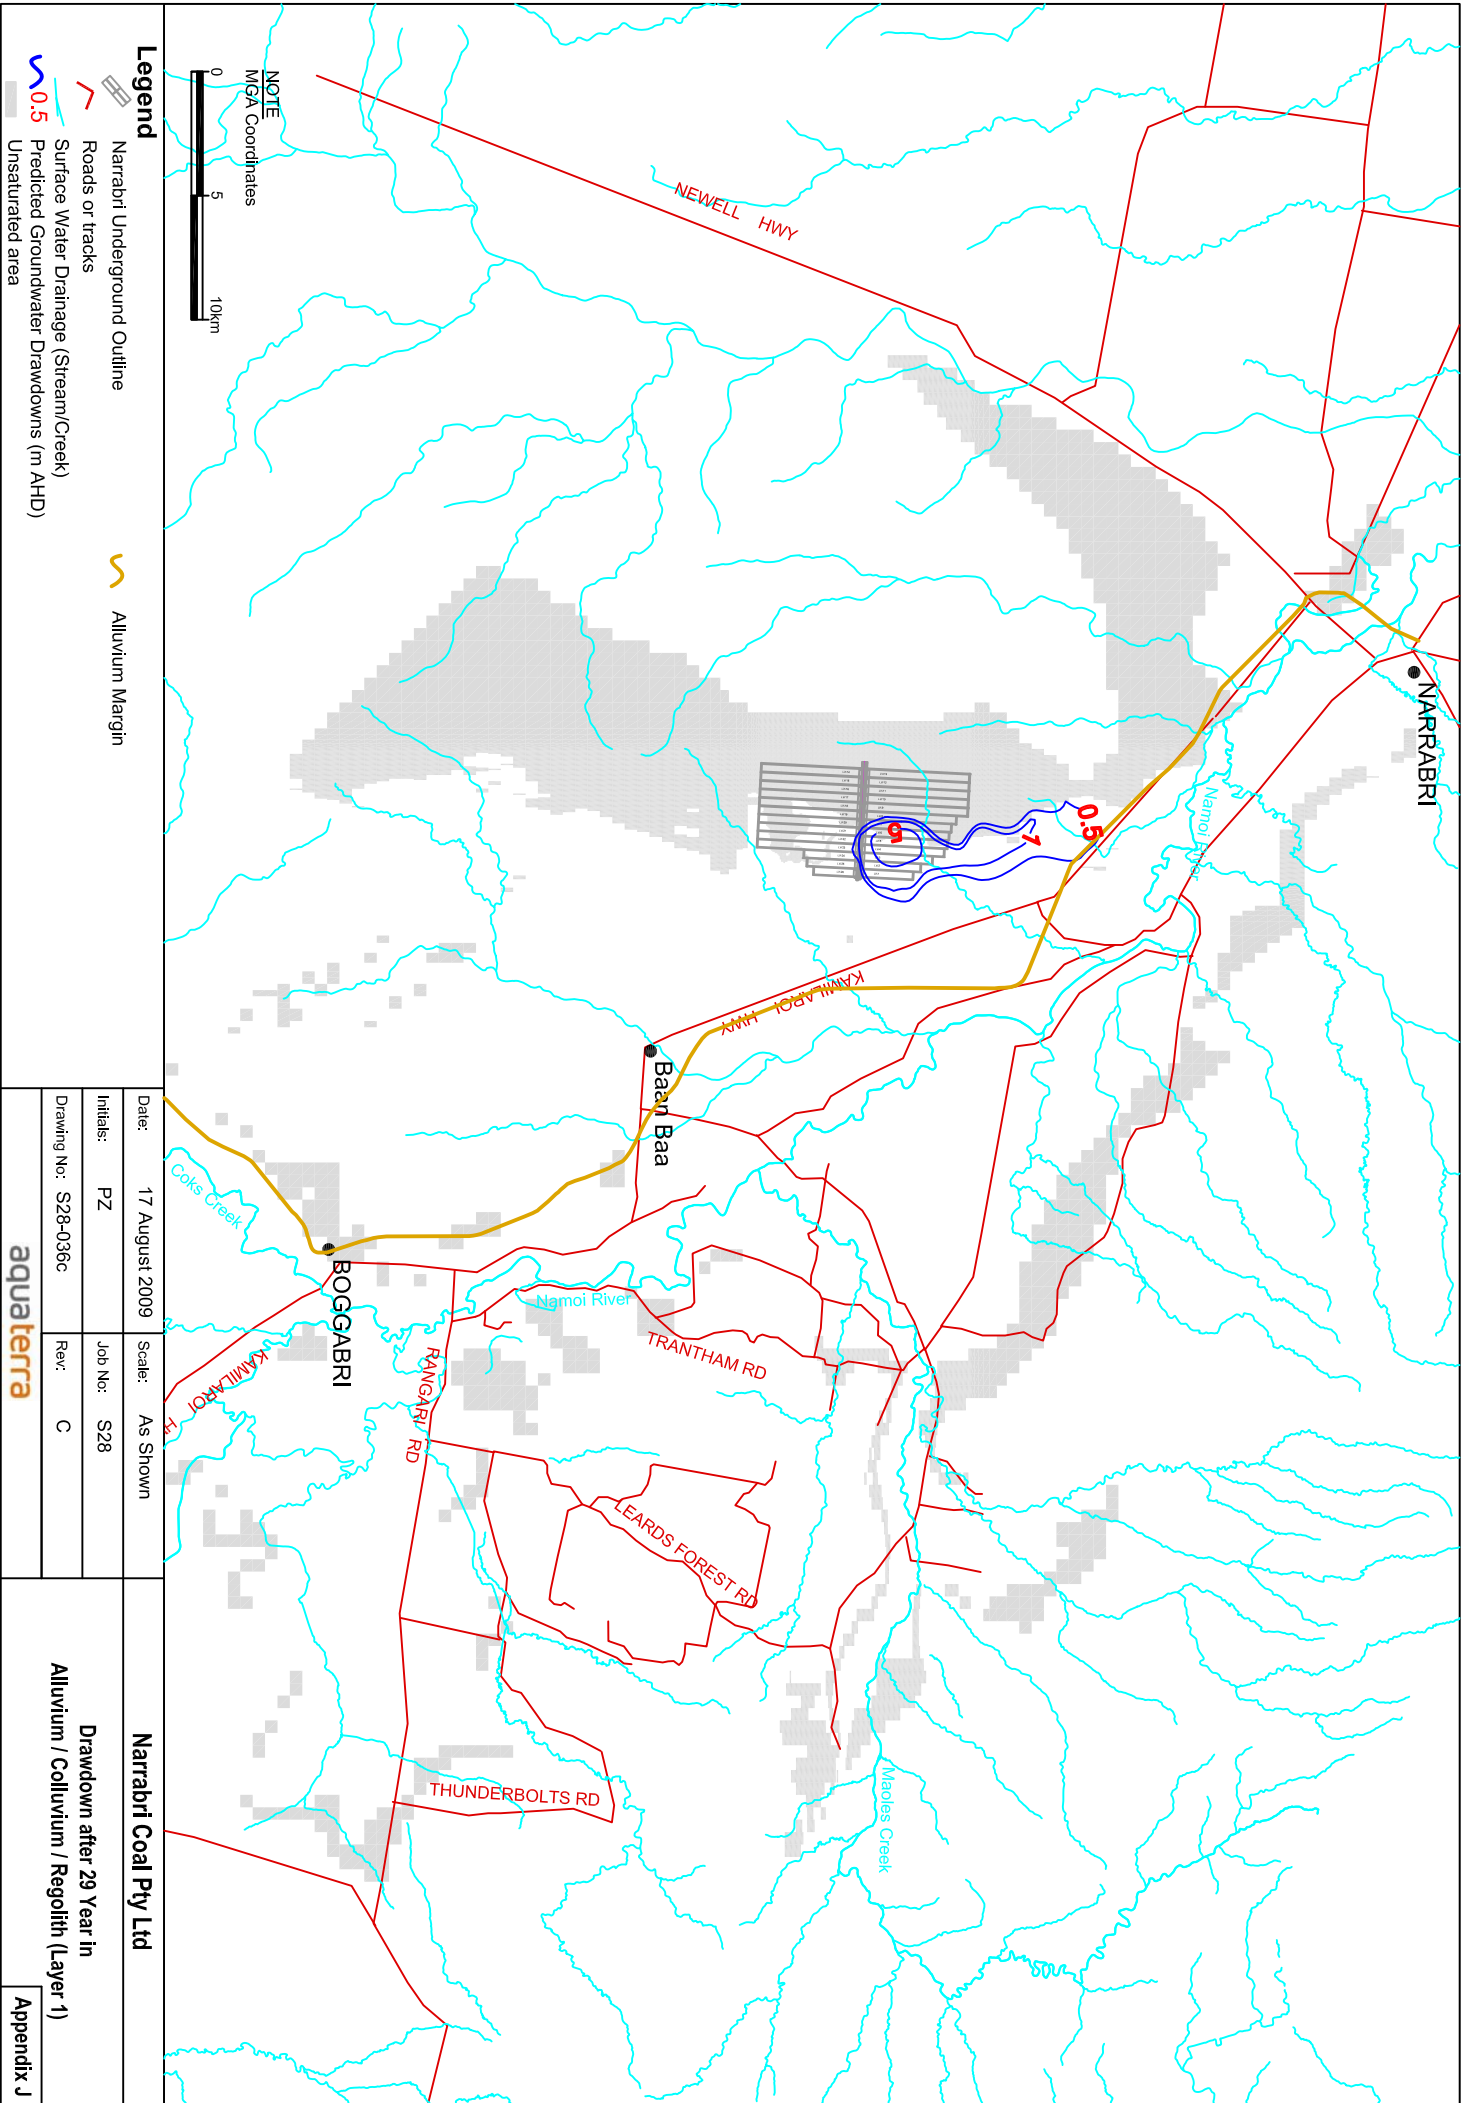 NARRABRI
Namoi River
NEWELL HWY
0.5
1
5
KAMILAROI HWY
Baan Baa
Namoi River
TRANTHAM RD
Maoles Creek
LEARDS FOREST RD
RANGARI RD
THUNDERBOLTS RD
BOGGABRI
Coks Creek
KAMILAROI H
NOTE
MGA Coordinates
0 5 10km
Legend
Narrabri Underground Outline
Roads or tracks
Surface Water Drainage (Stream/Creek)
0.5 Predicted Groundwater Drawdowns (m AHD)
Unsaturated area
Alluvium Margin
Date: 17 August 2009 Scale: As Shown
Initials: PZ Job No: S28
Drawing No: S28-036c Rev: C
aquaterra
Narrabri Coal Pty Ltd
Drawdown after 29 Year in
Alluvium / Colluvium / Regolith (Layer 1)
Appendix J